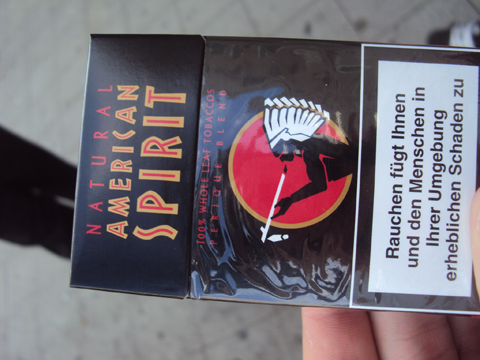 NATURAL
AMERICAN
SPIRIT
100% WHOLE LEAF TOBACCOS
PERIQUE BLEND
Rauchen fügt Ihnen
und den Menschen in
Ihrer Umgebung
erheblichen Schaden zu